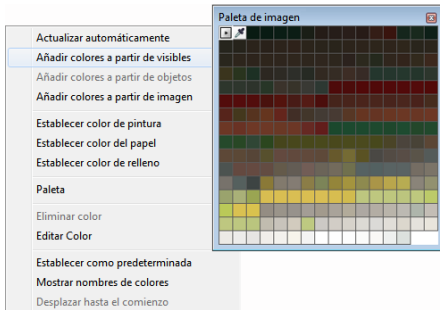 Paleta de imagen
Actualizar automáticamente
Añadir colores a partir de visibles
Añadir colores a partir de objetos
Añadir colores a partir de imagen
Establecer color de pintura
Establecer color del papel
Establecer color de relleno
Paleta
Eliminar color
Editar Color
Establecer como predeterminada
Mostrar nombres de colores
Desplazar hasta el comienzo